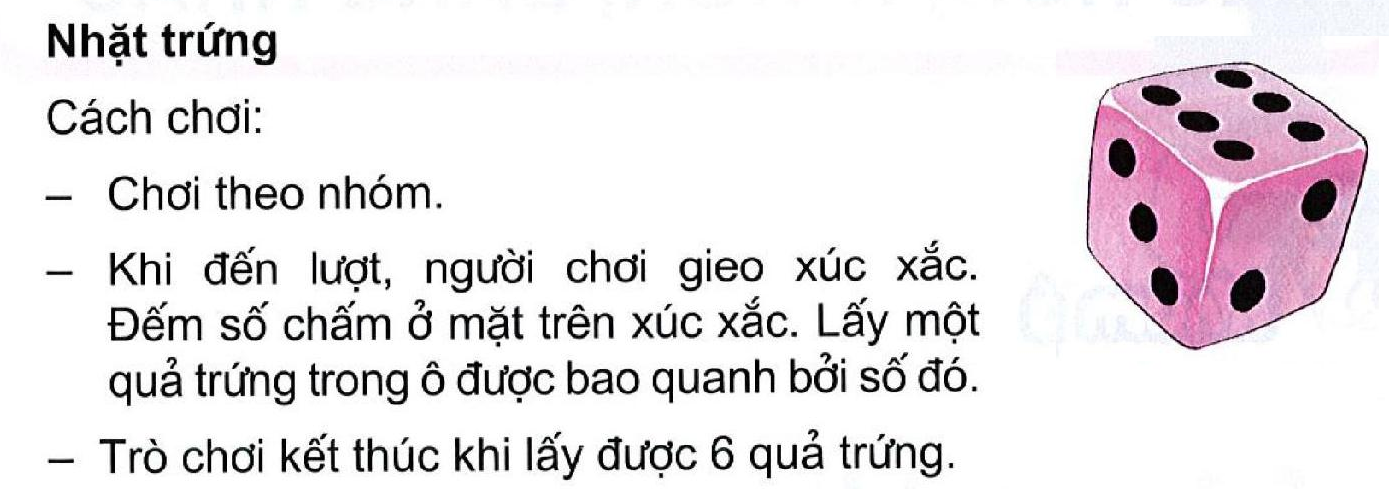 Nhặt trứng
Cách chơi:
– Chơi theo nhóm.
– Khi đến lượt, người chơi gieo xúc xắc.
Đếm số chấm ở mặt trên xúc xắc. Lấy một
quả trứng trong ô được bao quanh bởi số đó.
– Trò chơi kết thúc khi lấy được 6 quả trứng.